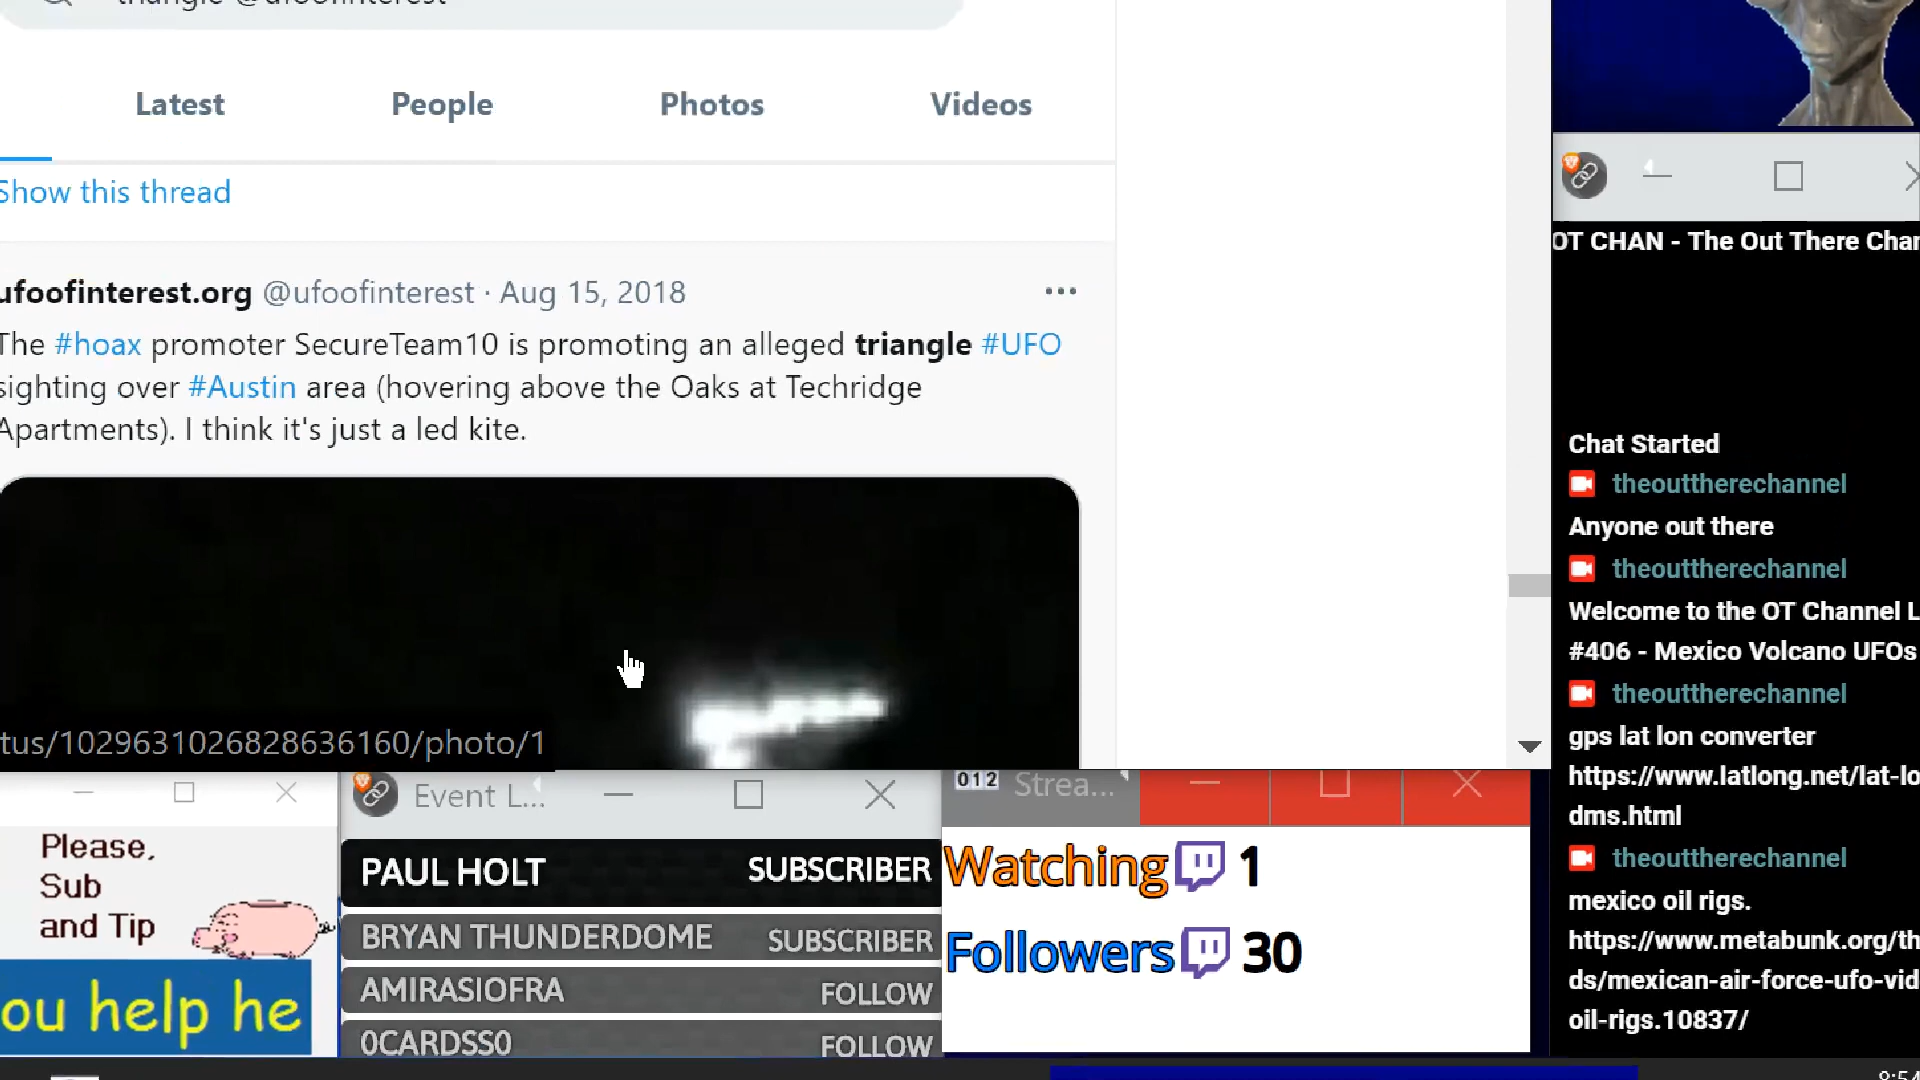 triangle @ufoofinterest
Latest People Photos Videos
Show this thread
ufoofinterest.org @ufoofinterest · Aug 15, 2018
The #hoax promoter SecureTeam10 is promoting an alleged triangle #UFO
sighting over #Austin area (hovering above the Oaks at Techridge
Apartments). I think it's just a led kite.
tus/1029631026828636160/photo/1
Please,
Sub
and Tip
ou help he
Event L...
PAUL HOLT SUBSCRIBER
BRYAN THUNDERDOME SUBSCRIBER
AMIRASIOFRA FOLLOW
0CARDSS0 FOLLOW
012 Strea...
Watching 1
Followers 30
OT CHAN - The Out There Chan
Chat Started
theouttherechannel
Anyone out there
theouttherechannel
Welcome to the OT Channel L
#406 - Mexico Volcano UFOs
theouttherechannel
gps lat lon converter
https://www.latlong.net/lat-lo
dms.html
theouttherechannel
mexico oil rigs.
https://www.metabunk.org/th
ds/mexican-air-force-ufo-vid
oil-rigs.10837/
8:54